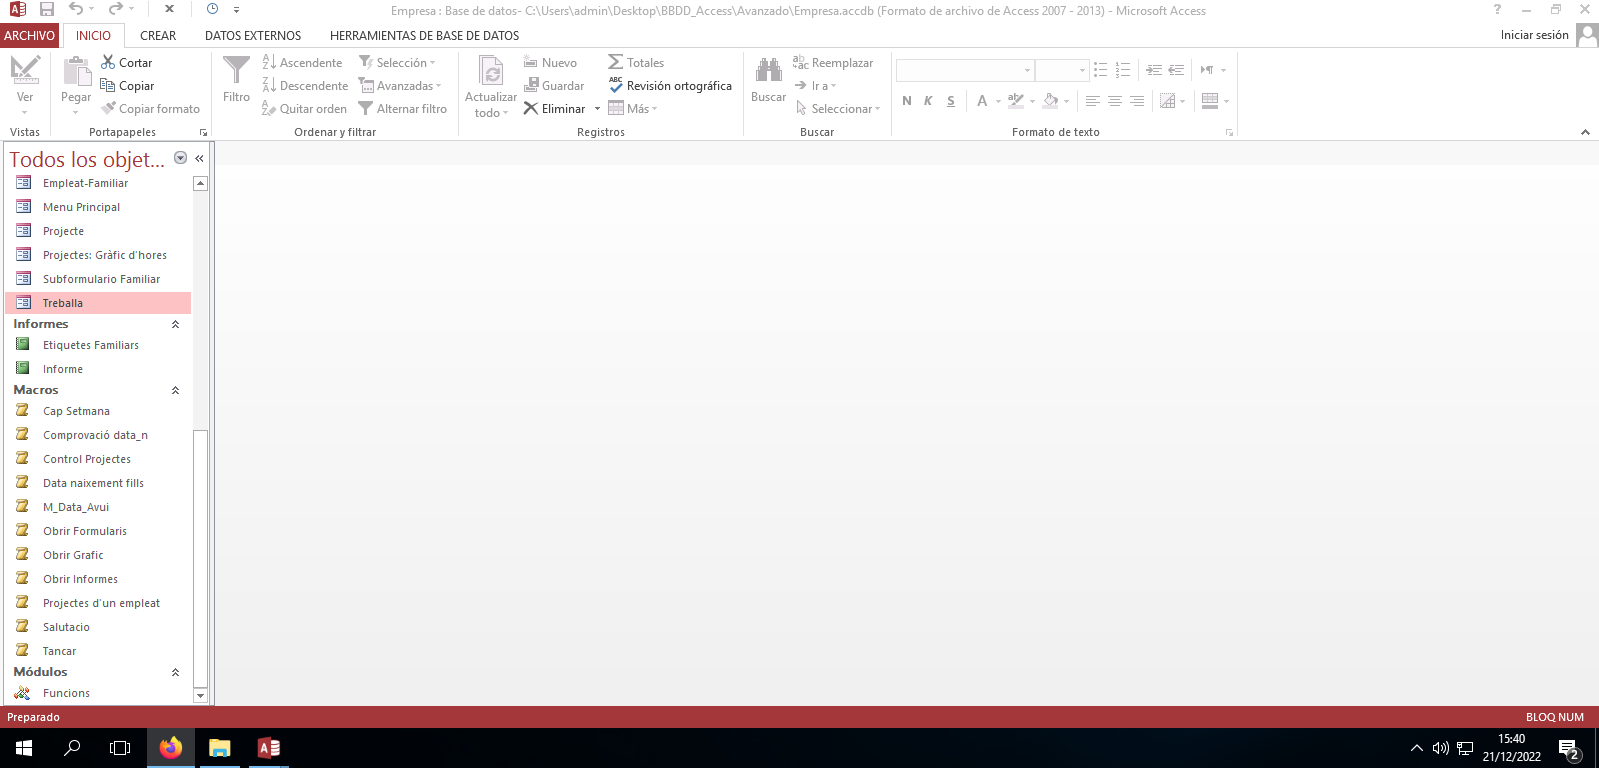 Empresa : Base de datos- C:\Users\admin\Desktop\BBDD_Access\Avanzado\Empresa.accdb (Formato de archivo de Access 2007 - 2013) - Microsoft Access
ARCHIVO INICIO CREAR DATOS EXTERNOS HERRAMIENTAS DE BASE DE DATOS Iniciar sesión
Ver
Vistas
Pegar
Cortar
Copiar
Copiar formato
Portapapeles
Filtro
Ascendente
Descendente
Quitar orden
Selección
Avanzadas
Alternar filtro
Ordenar y filtrar
Actualizar
todo
Nuevo
Guardar
Eliminar
Totales
Revisión ortográfica
Más
Registros
Buscar
Reemplazar
Ir a
Seleccionar
Buscar
N K S A
Formato de texto
Todos los objet...
Empleat-Familiar
Menu Principal
Projecte
Projectes: Gràfic d'hores
Subformulario Familiar
Treballa
Informes
Etiquetes Familiars
Informe
Macros
Cap Setmana
Comprovació data_n
Control Projectes
Data naixement fills
M_Data_Avui
Obrir Formularis
Obrir Grafic
Obrir Informes
Projectes d'un empleat
Salutacio
Tancar
Módulos
Funcions
Preparado BLOQ NUM
15:40
21/12/2022
2